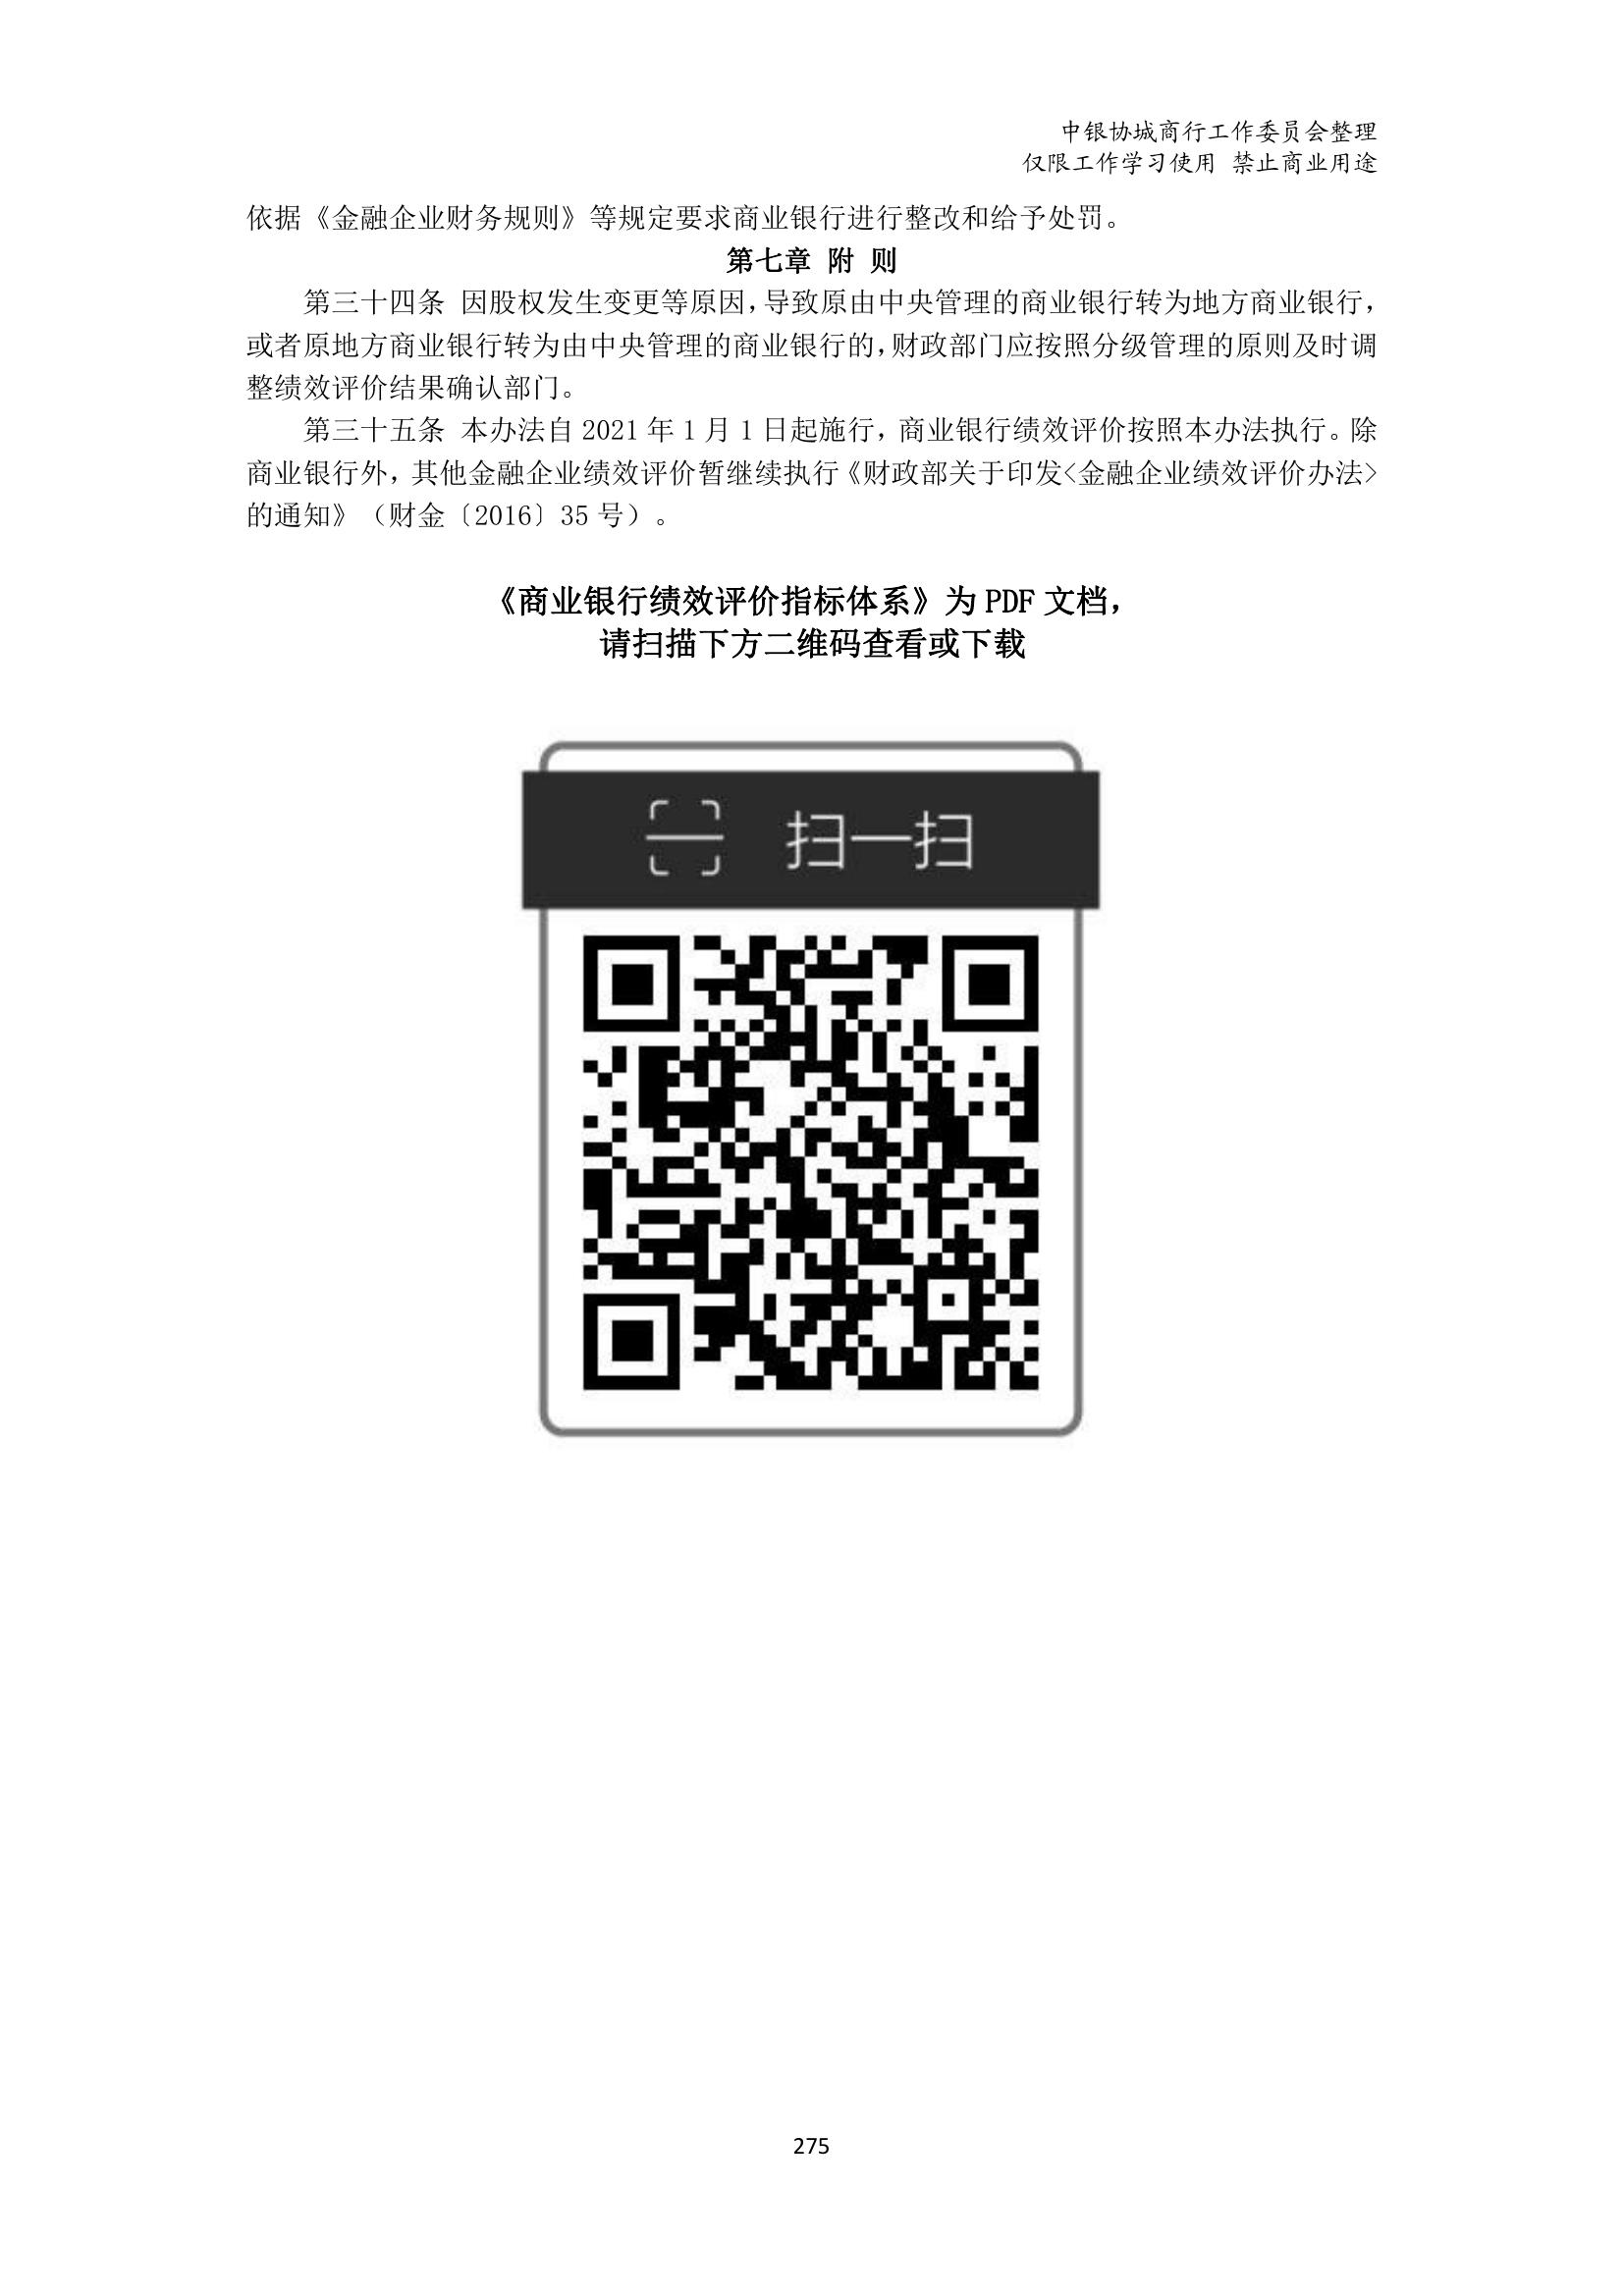 中银协城商行工作委员会整理
仅限工作学习使用 禁止商业用途
依据《金融企业财务规则》等规定要求商业银行进行整改和给予处罚。
第七章 附 则
第三十四条 因股权发生变更等原因，导致原由中央管理的商业银行转为地方商业银行，
或者原地方商业银行转为由中央管理的商业银行的，财政部门应按照分级管理的原则及时调
整绩效评价结果确认部门。
第三十五条 本办法自 2021 年 1 月 1 日起施行，商业银行绩效评价按照本办法执行。除
商业银行外，其他金融企业绩效评价暂继续执行《财政部关于印发<金融企业绩效评价办法>
的通知》（财金〔2016〕35 号）。
《商业银行绩效评价指标体系》为 PDF 文档，
请扫描下方二维码查看或下载
扫一扫
275